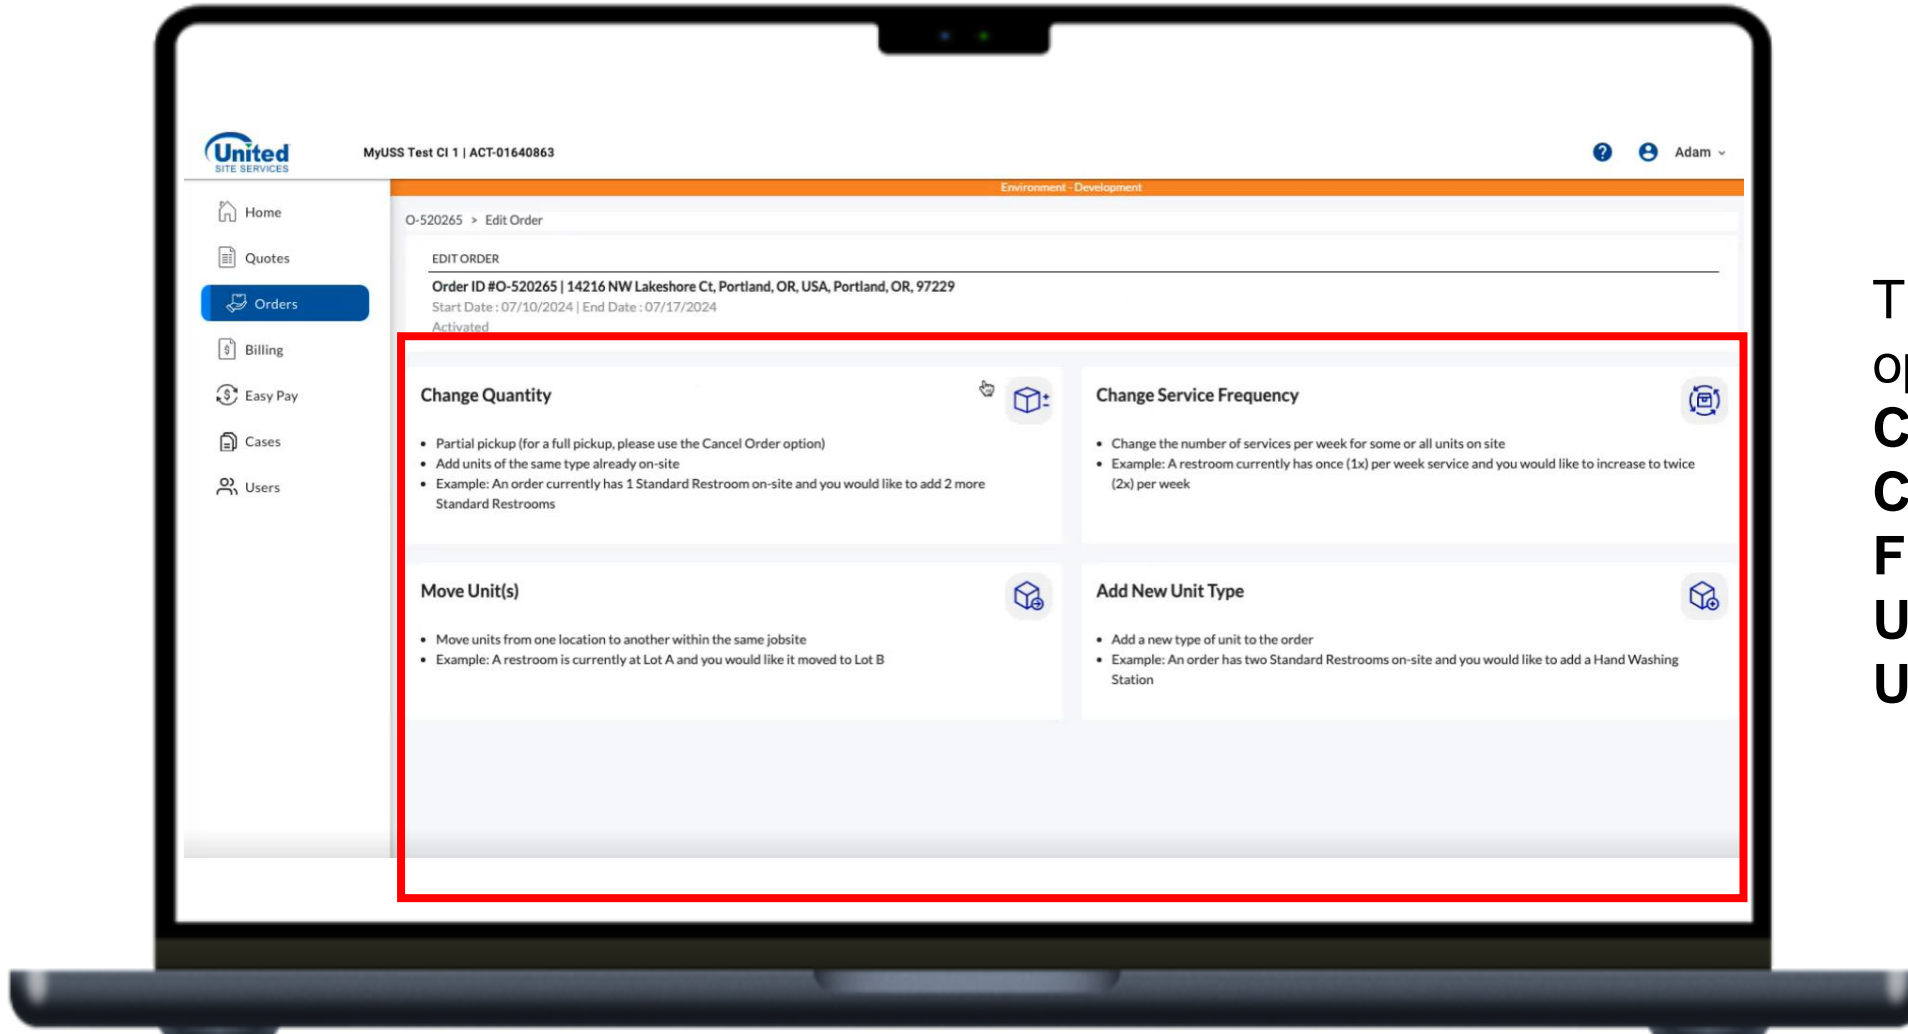 United
SITE SERVICES
MyUSS Test CI 1 | ACT-01640863
? Adam
Environment - Development
Home
Quotes
Orders
Billing
Easy Pay
Cases
Users
O-520265 > Edit Order
EDIT ORDER
Order ID #O-520265 | 14216 NW Lakeshore Ct, Portland, OR, USA, Portland, OR, 97229
Start Date : 07/10/2024 | End Date : 07/17/2024
Activated
Change Quantity
• Partial pickup (for a full pickup, please use the Cancel Order option)
• Add units of the same type already on-site
• Example: An order currently has 1 Standard Restroom on-site and you would like to add 2 more
Standard Restrooms
Change Service Frequency
• Change the number of services per week for some or all units on site
• Example: A restroom currently has once (1x) per week service and you would like to increase to twice
(2x) per week
Move Unit(s)
• Move units from one location to another within the same jobsite
• Example: A restroom is currently at Lot A and you would like it moved to Lot B
Add New Unit Type
• Add a new type of unit to the order
• Example: An order has two Standard Restrooms on-site and you would like to add a Hand Washing
Station